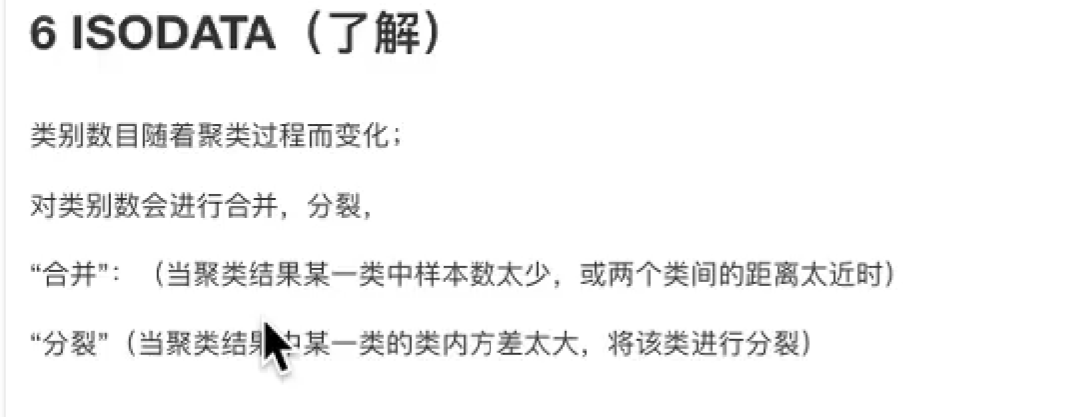 6 ISODATA（了解）
类别数目随着聚类过程而变化；
对类别数会进行合并，分裂，
“合并”：（当聚类结果某一类中样本数太少，或两个类间的距离太近时）
“分裂”（当聚类结果中某一类的类内方差太大，将该类进行分裂）